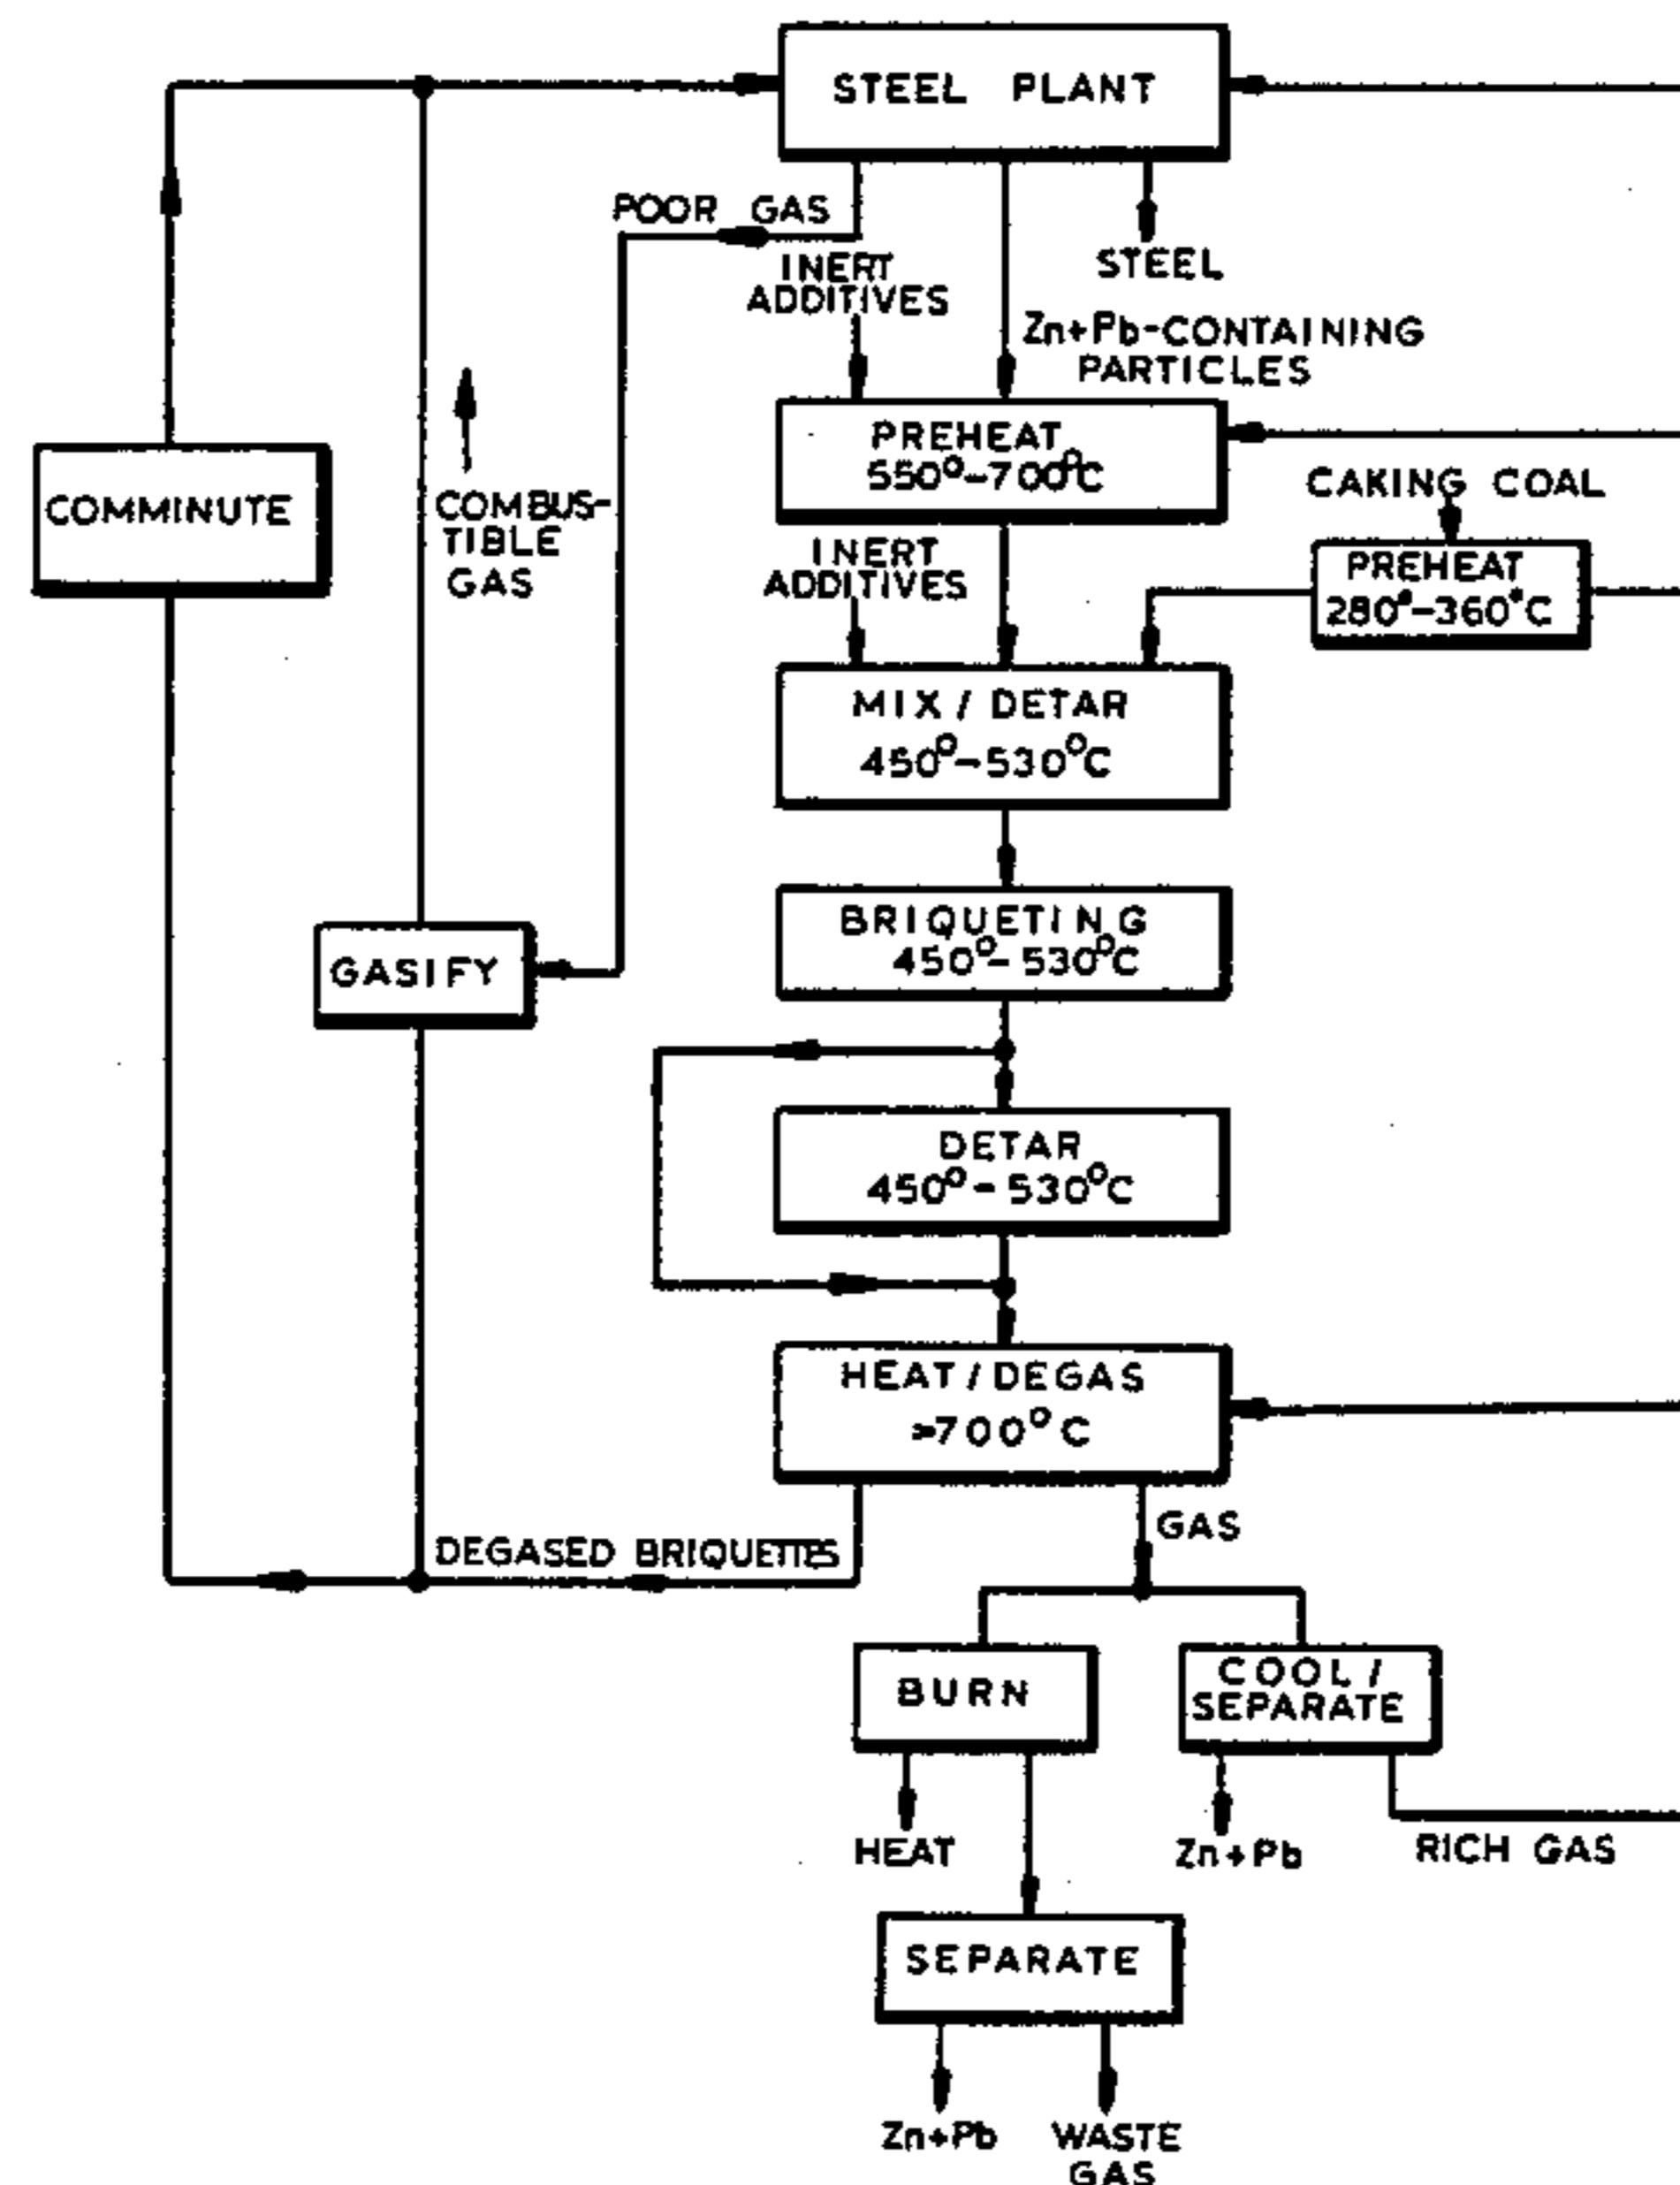 STEEL PLANT
POOR GAS
INERT
ADDITIVES
STEEL
Zn+Pb-CONTAINING
PARTICLES
PREHEAT
550°-700°C
CAKING COAL
COMMINUTE
COMBUS-
TIBLE
GAS
INERT
ADDITIVES
PREHEAT
280°-360°C
MIX / DETAR
450°-530°C
BRIQUETING
450°-530°C
GASIFY
DETAR
450°-530°C
HEAT / DEGAS
>700°C
GAS
DEGASED BRIQUETTES
BURN
COOL /
SEPARATE
HEAT
Zn+Pb
RICH GAS
SEPARATE
Zn+Pb
WASTE
GAS